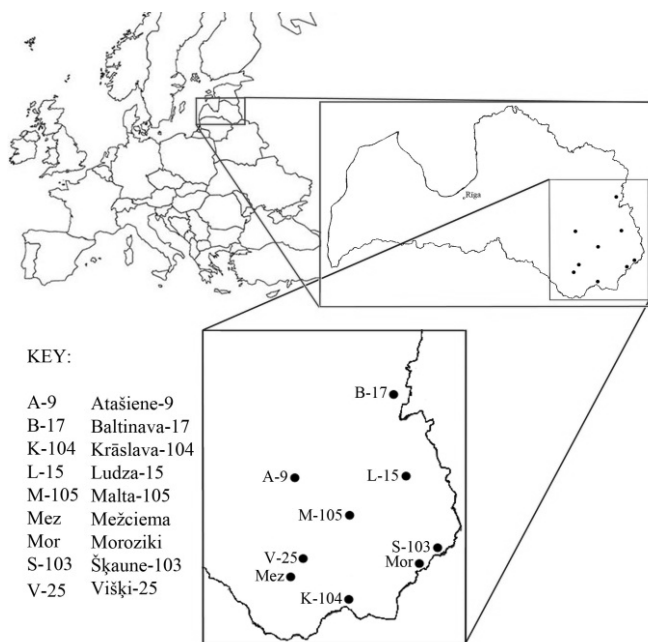 Rīga
KEY:
A-9 Atašiene-9
B-17 Baltinava-17
K-104 Krāslava-104
L-15 Ludza-15
M-105 Malta-105
Mez Mežciema
Mor Moroziki
S-103 Šķaune-103
V-25 Višķi-25
B-17
A-9
L-15
M-105
S-103
V-25
Mor
Mez
K-104